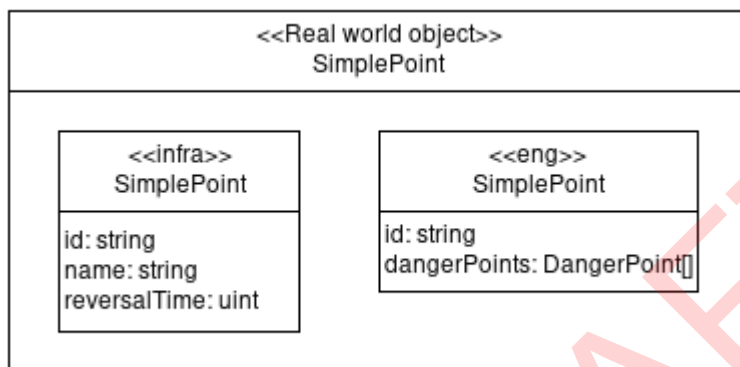 <<Real world object>>
SimplePoint
<<infra>>
SimplePoint
id: string
name: string
reversalTime: uint
<<eng>>
SimplePoint
id: string
dangerPoints: DangerPoint[]